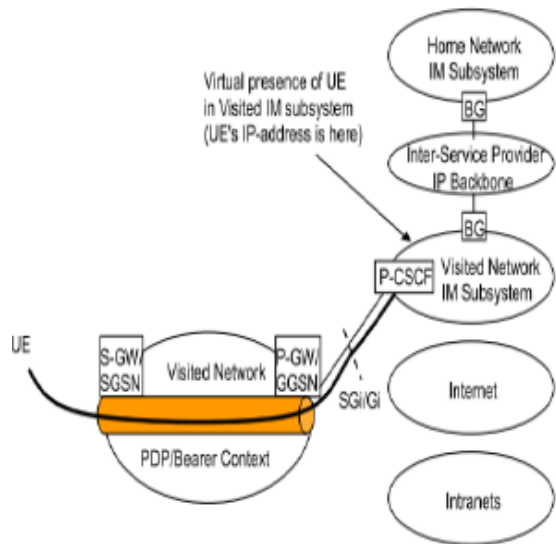 Home Network
IM Subsystem
BG
Virtual presence of UE
in Visited IM subsystem
(UE's IP-address is here)
Inter-Service Provider
IP Backbone
BG
P-CSCF
Visited Network
IM Subsystem
UE
S-GW/
SGSN
Visited Network
P-GW/
GGSN
SGi/Gi
Internet
PDP/Bearer Context
Intranets